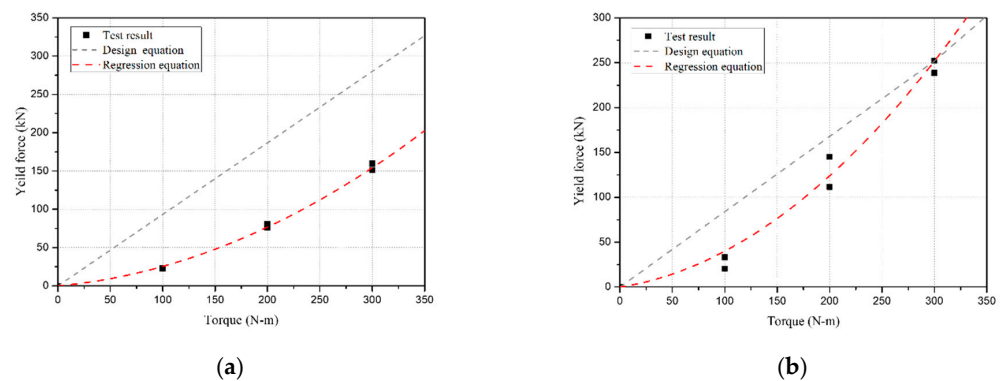 350
300
250
200
150
100
50
0
Yeild force (kN)
Test result
Design equation
Regression equation
0 50 100 150 200 250 300 350
Torque (N-m)
(a)
300
250
200
150
100
50
0
Yield force (kN)
Test result
Design equation
Regression equation
0 50 100 150 200 250 300 350
Torque (N-m)
(b)